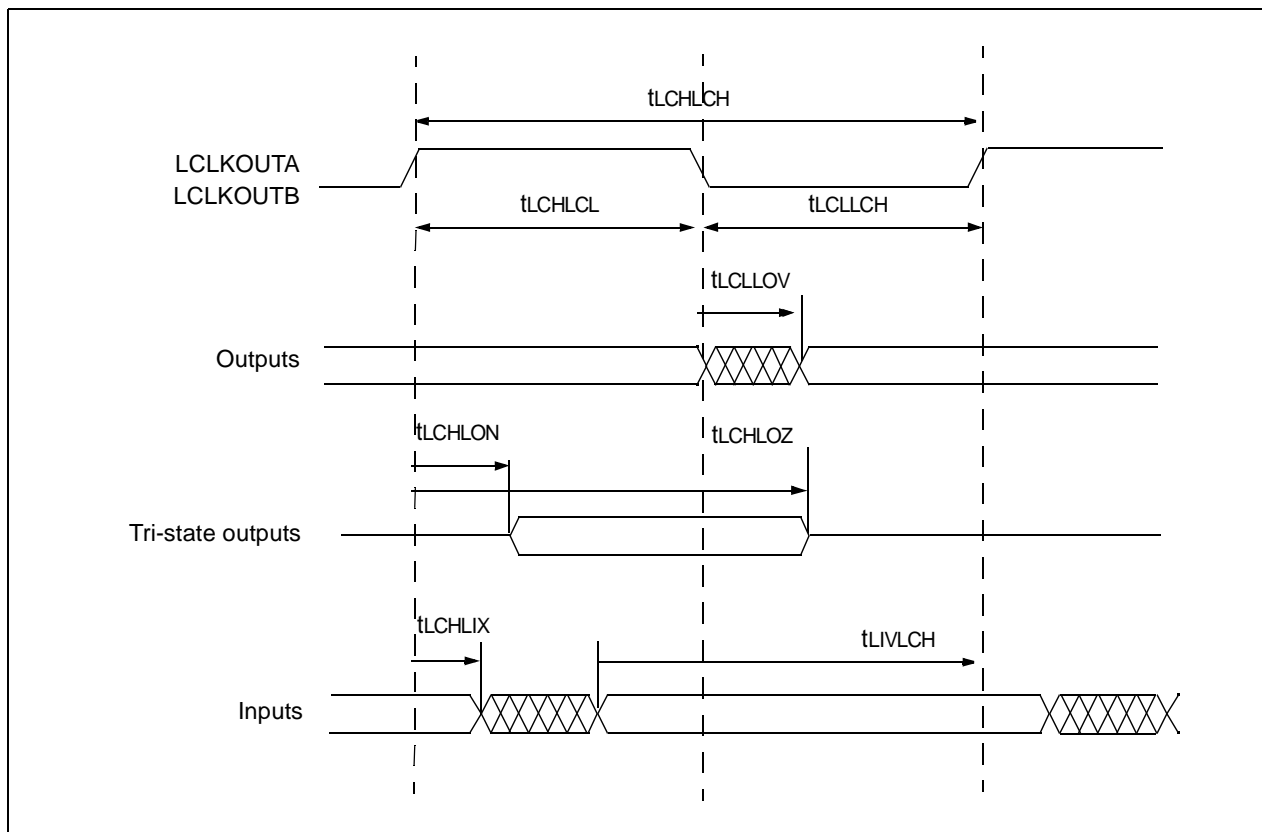 tLCHLCH
LCLKOUTA
LCLKOUTB
tLCHLCL
tLCLLCH
tLCLLOV
Outputs
tLCHLON
tLCHLOZ
Tri-state outputs
tLCHLIX
tLIVLCH
Inputs